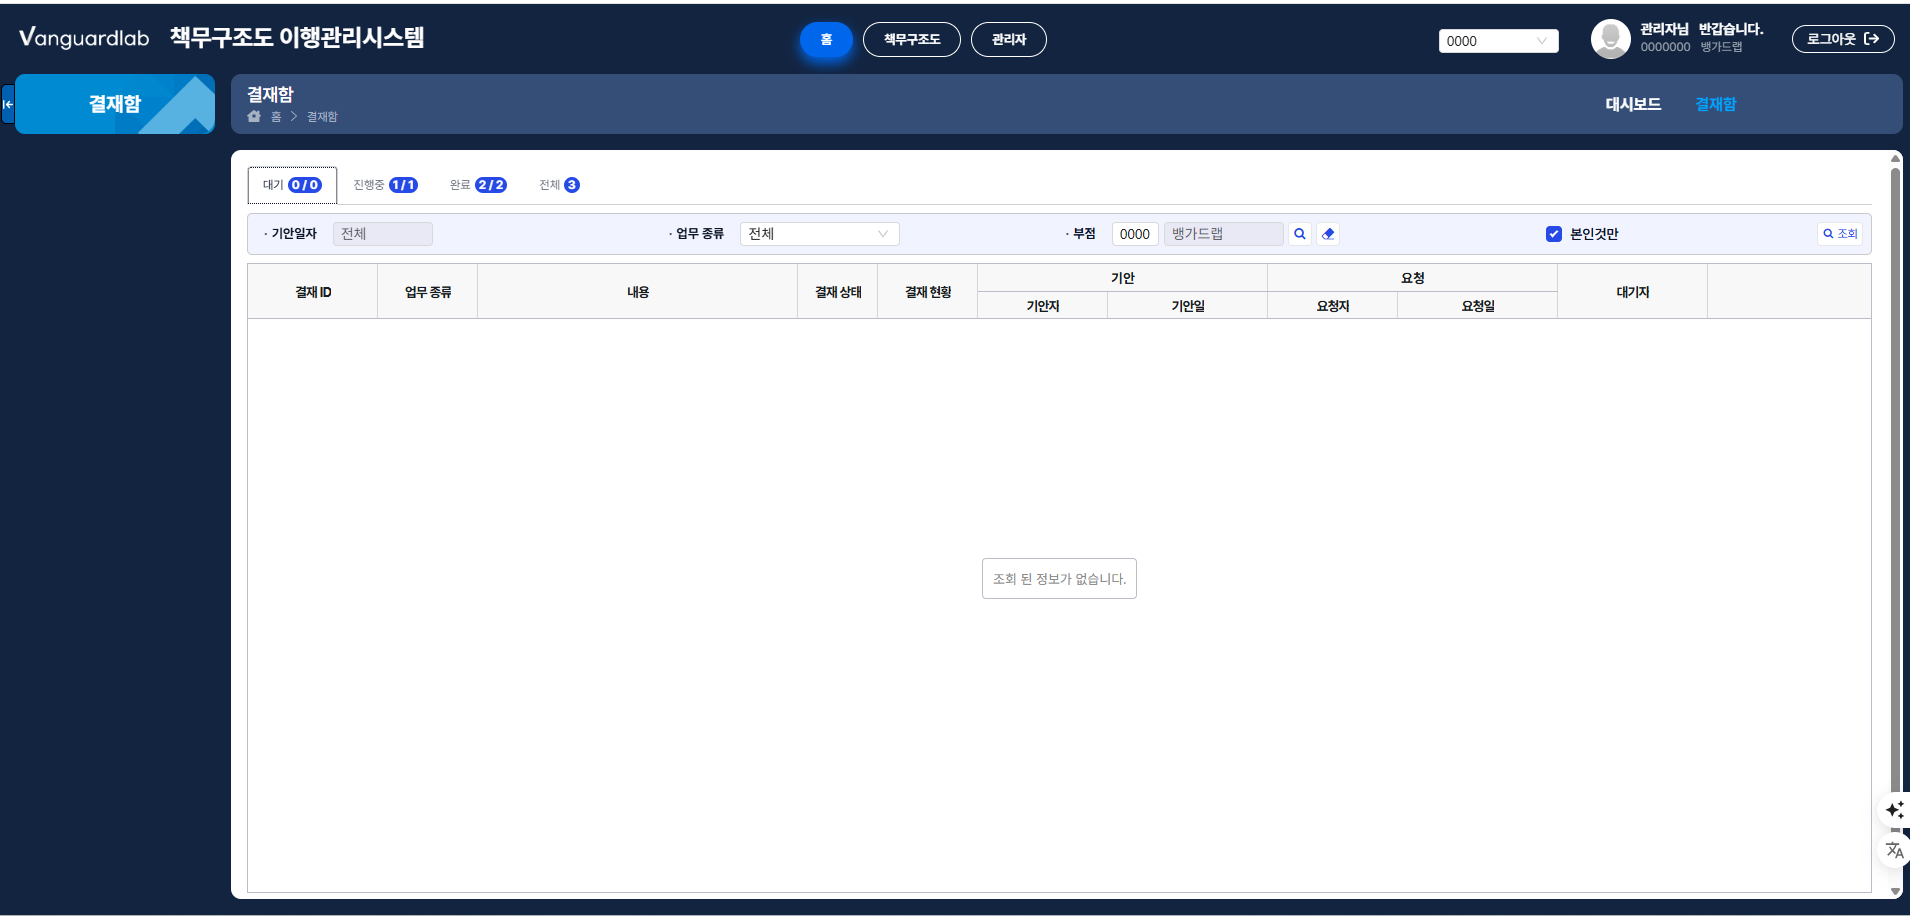 Vanguardlab 책무구조도 이행관리시스템
홈 책무구조도 관리자
0000
관리자님 반갑습니다.
0000000 뱅가드랩
로그아웃
결재함
결재함
홈 > 결재함
대시보드 결재함
대기 0/0 진행중 1/1 완료 2/2 전체 3
· 기안일자 전체 · 업무 종류 전체 · 부점 0000 뱅가드랩 본인것만 조회
결재 ID 업무 종류 내용 결재 상태 결재 현황 기안 요청 대기자
기안자 기안일 요청자 요청일
조회 된 정보가 없습니다.